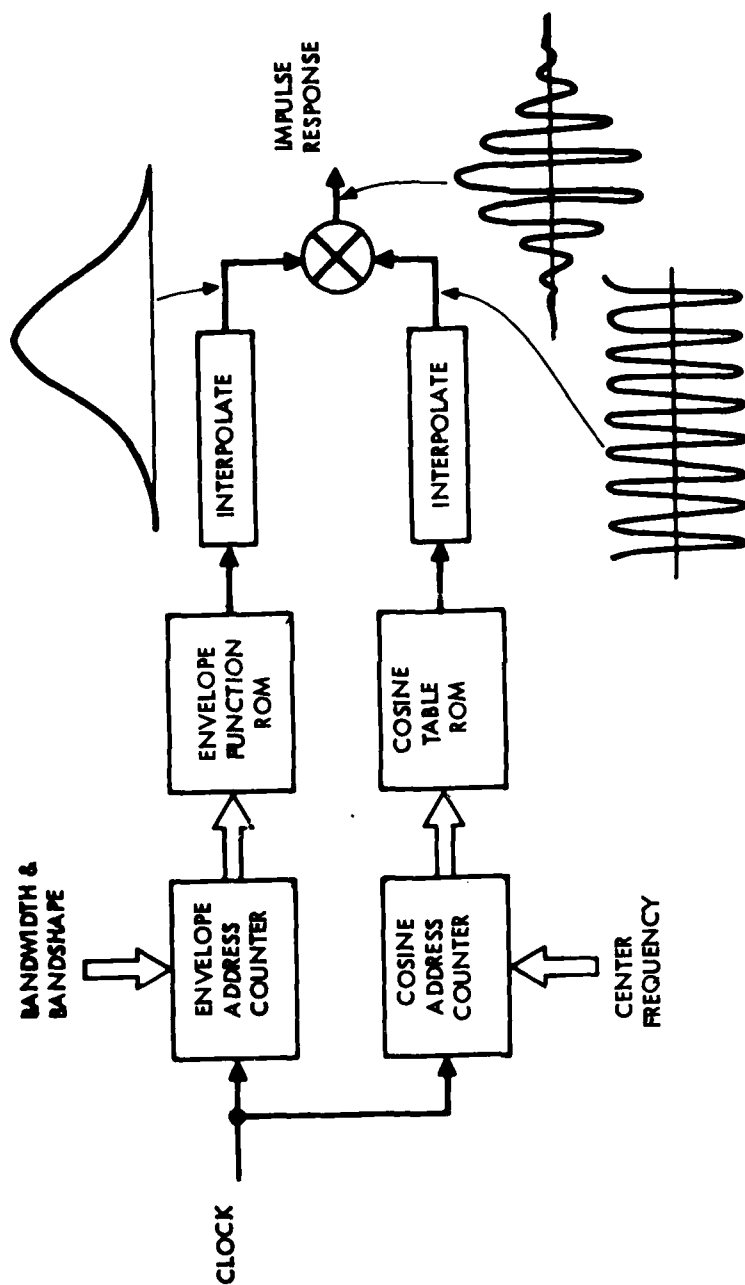 CLOCK
BANDWIDTH &
BANDSHAPE
ENVELOPE
ADDRESS
COUNTER
ENVELOPE
FUNCTION
ROM
INTERPOLATE
COSINE
ADDRESS
COUNTER
COSINE
TABLE
ROM
INTERPOLATE
CENTER
FREQUENCY
IMPULSE
RESPONSE